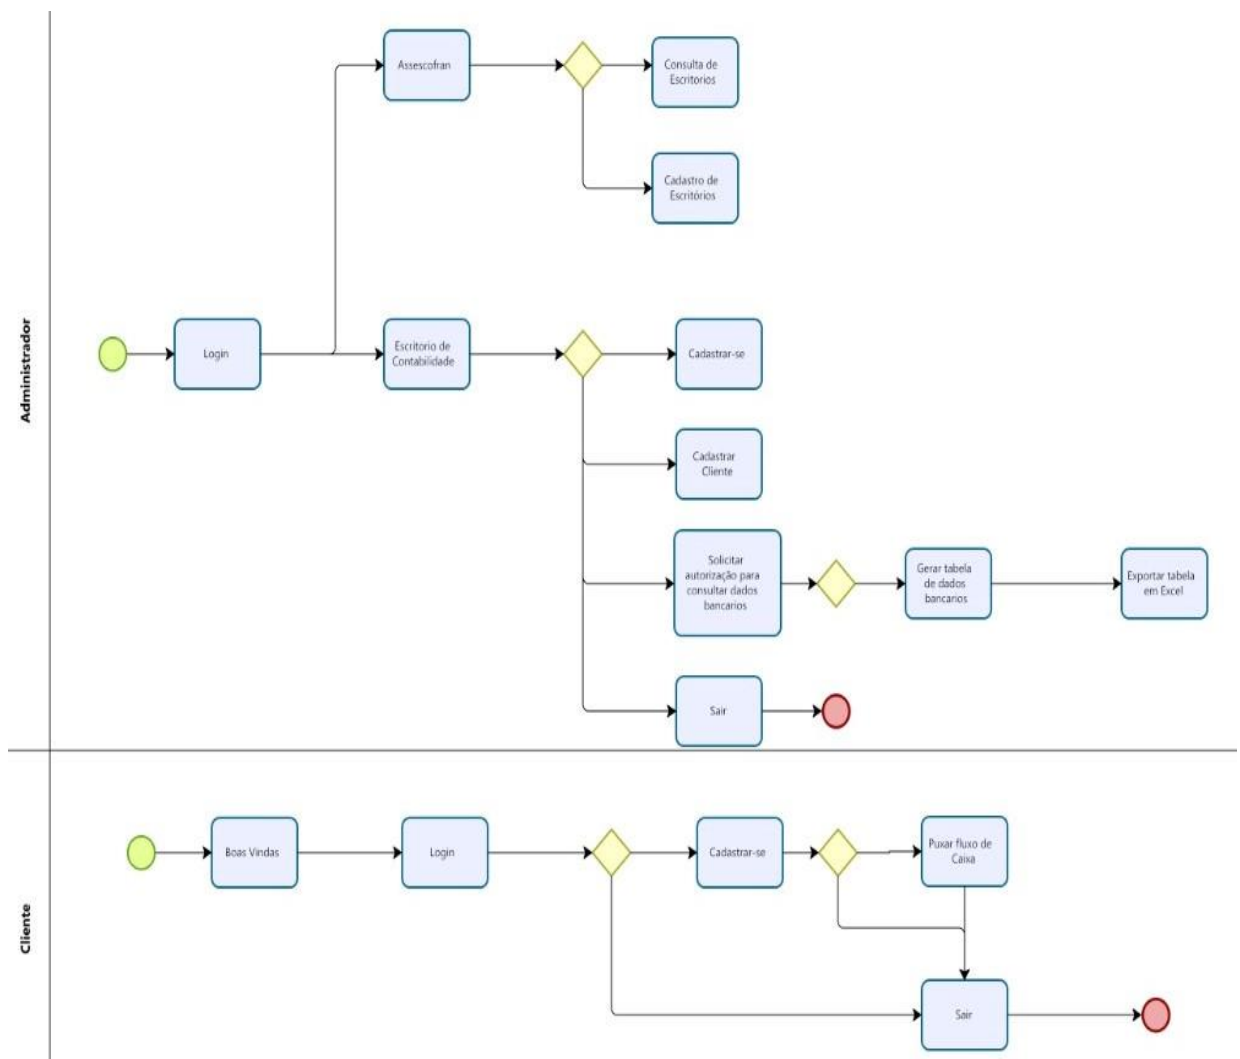 Administrador
Assescofran
Consulta de
Escritorios
Cadastro de
Escritórios
Login
Escritorio de
Contabilidade
Cadastrar-se
Cadastrar
Cliente
Solicitar
autorização para
consultar dados
bancarios
Gerar tabela
de dados
bancarios
Exportar tabela
em Excel
Sair
Cliente
Boas Vindas
Login
Cadastrar-se
Puxar fluxo de
Caixa
Sair